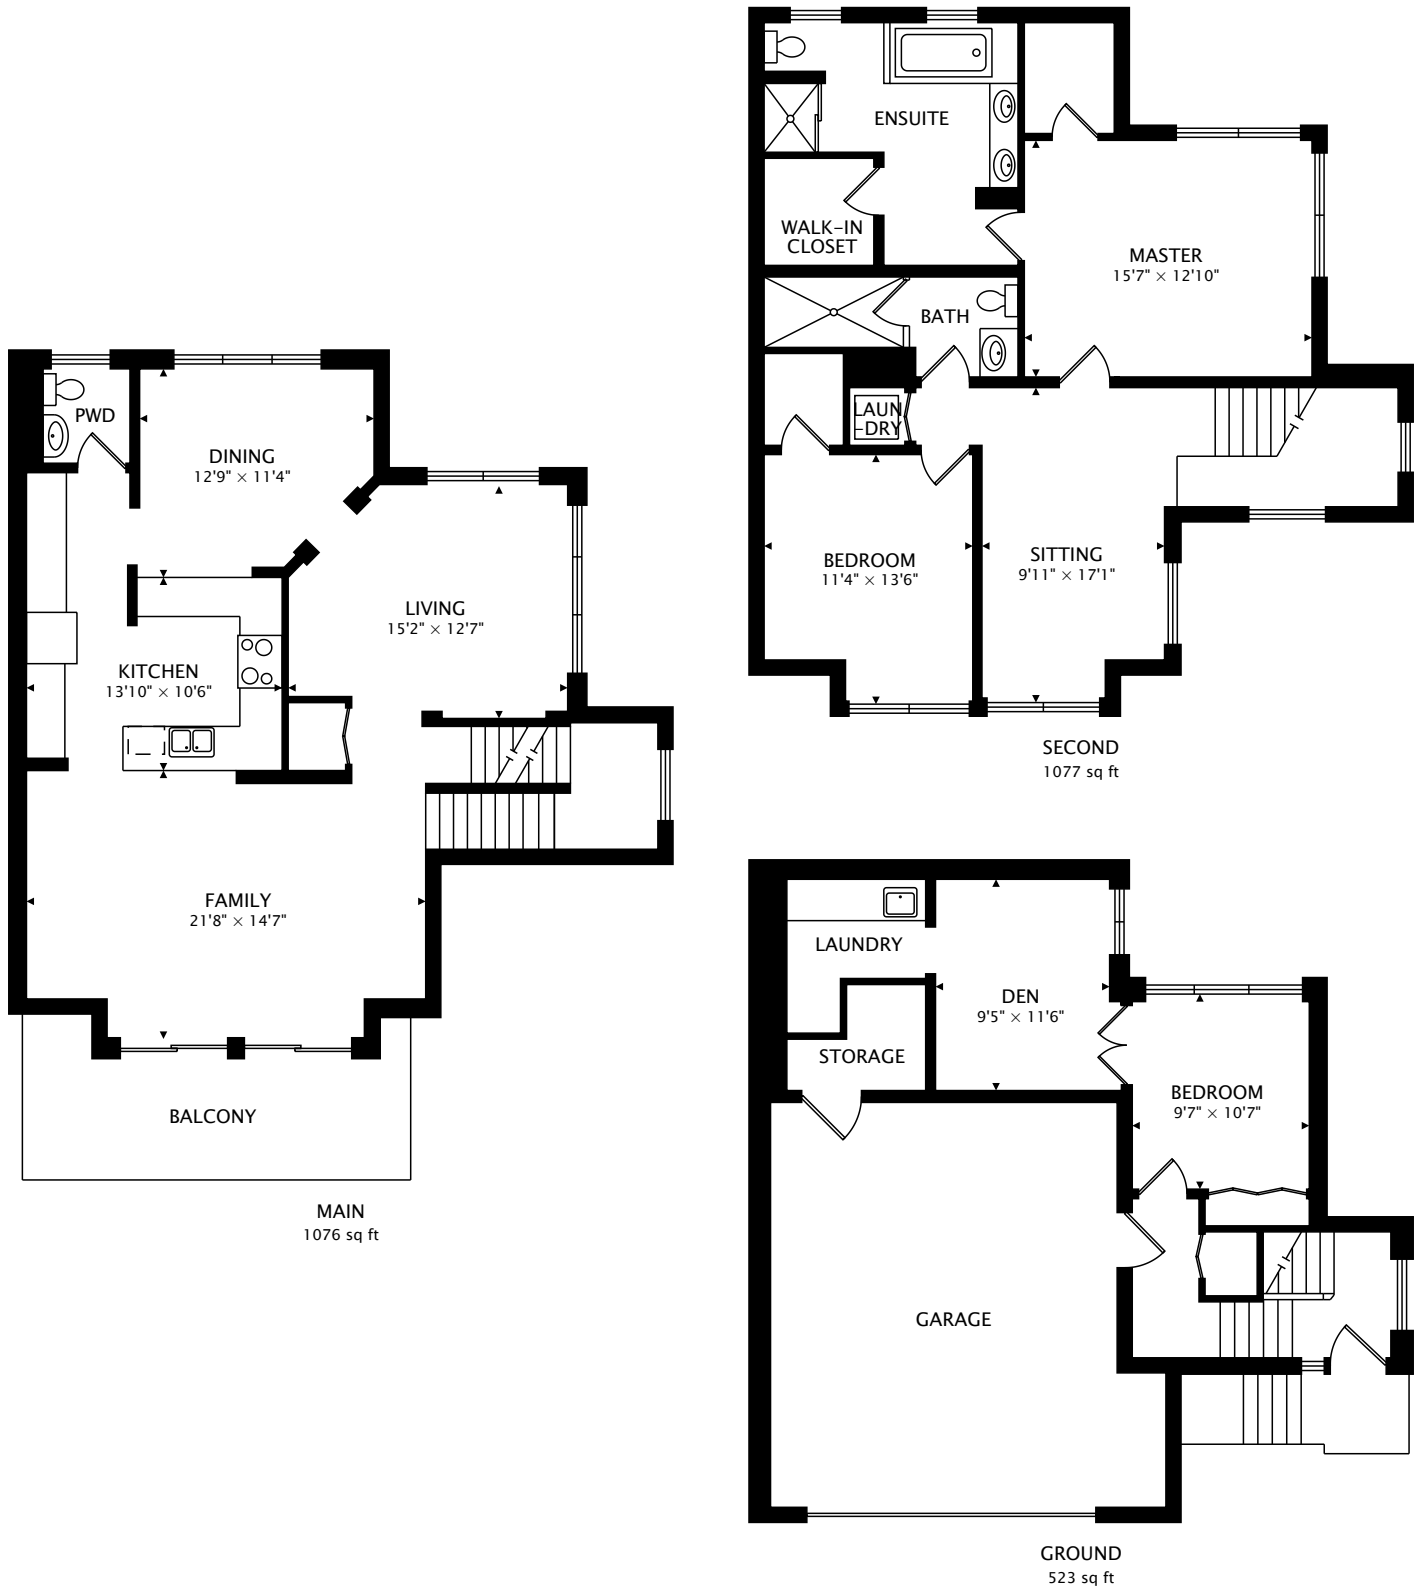 PWD
DINING
12'9" × 11'4"
LIVING
15'2" × 12'7"
KITCHEN
13'10" × 10'6"
FAMILY
21'8" × 14'7"
BALCONY
MAIN
1076 sq ft
ENSUITE
WALK-IN
CLOSET
MASTER
15'7" × 12'10"
BATH
LAUN
-DRY
BEDROOM
11'4" × 13'6"
SITTING
9'11" × 17'1"
SECOND
1077 sq ft
LAUNDRY
DEN
9'5" × 11'6"
STORAGE
BEDROOM
9'7" × 10'7"
GARAGE
GROUND
523 sq ft